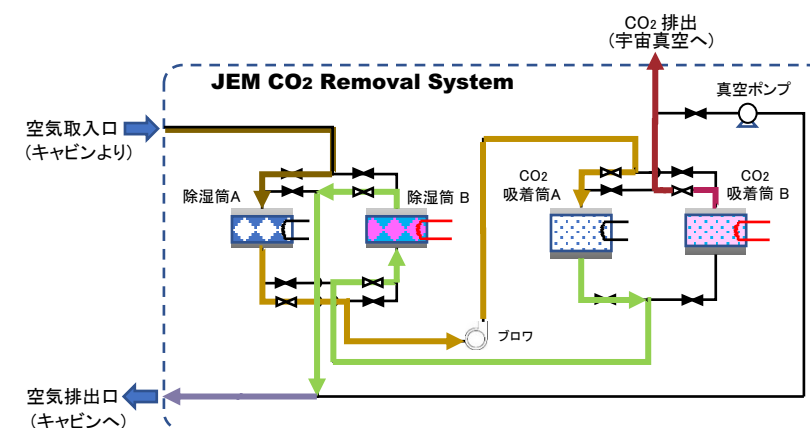 CO2 排出
(宇宙真空へ)
JEM CO2 Removal System
真空ポンプ
空気取入口
(キャビンより)
除湿筒A
除湿筒 B
CO2
吸着筒A
CO2
吸着筒 B
ブロワ
空気排出口
(キャビンへ)